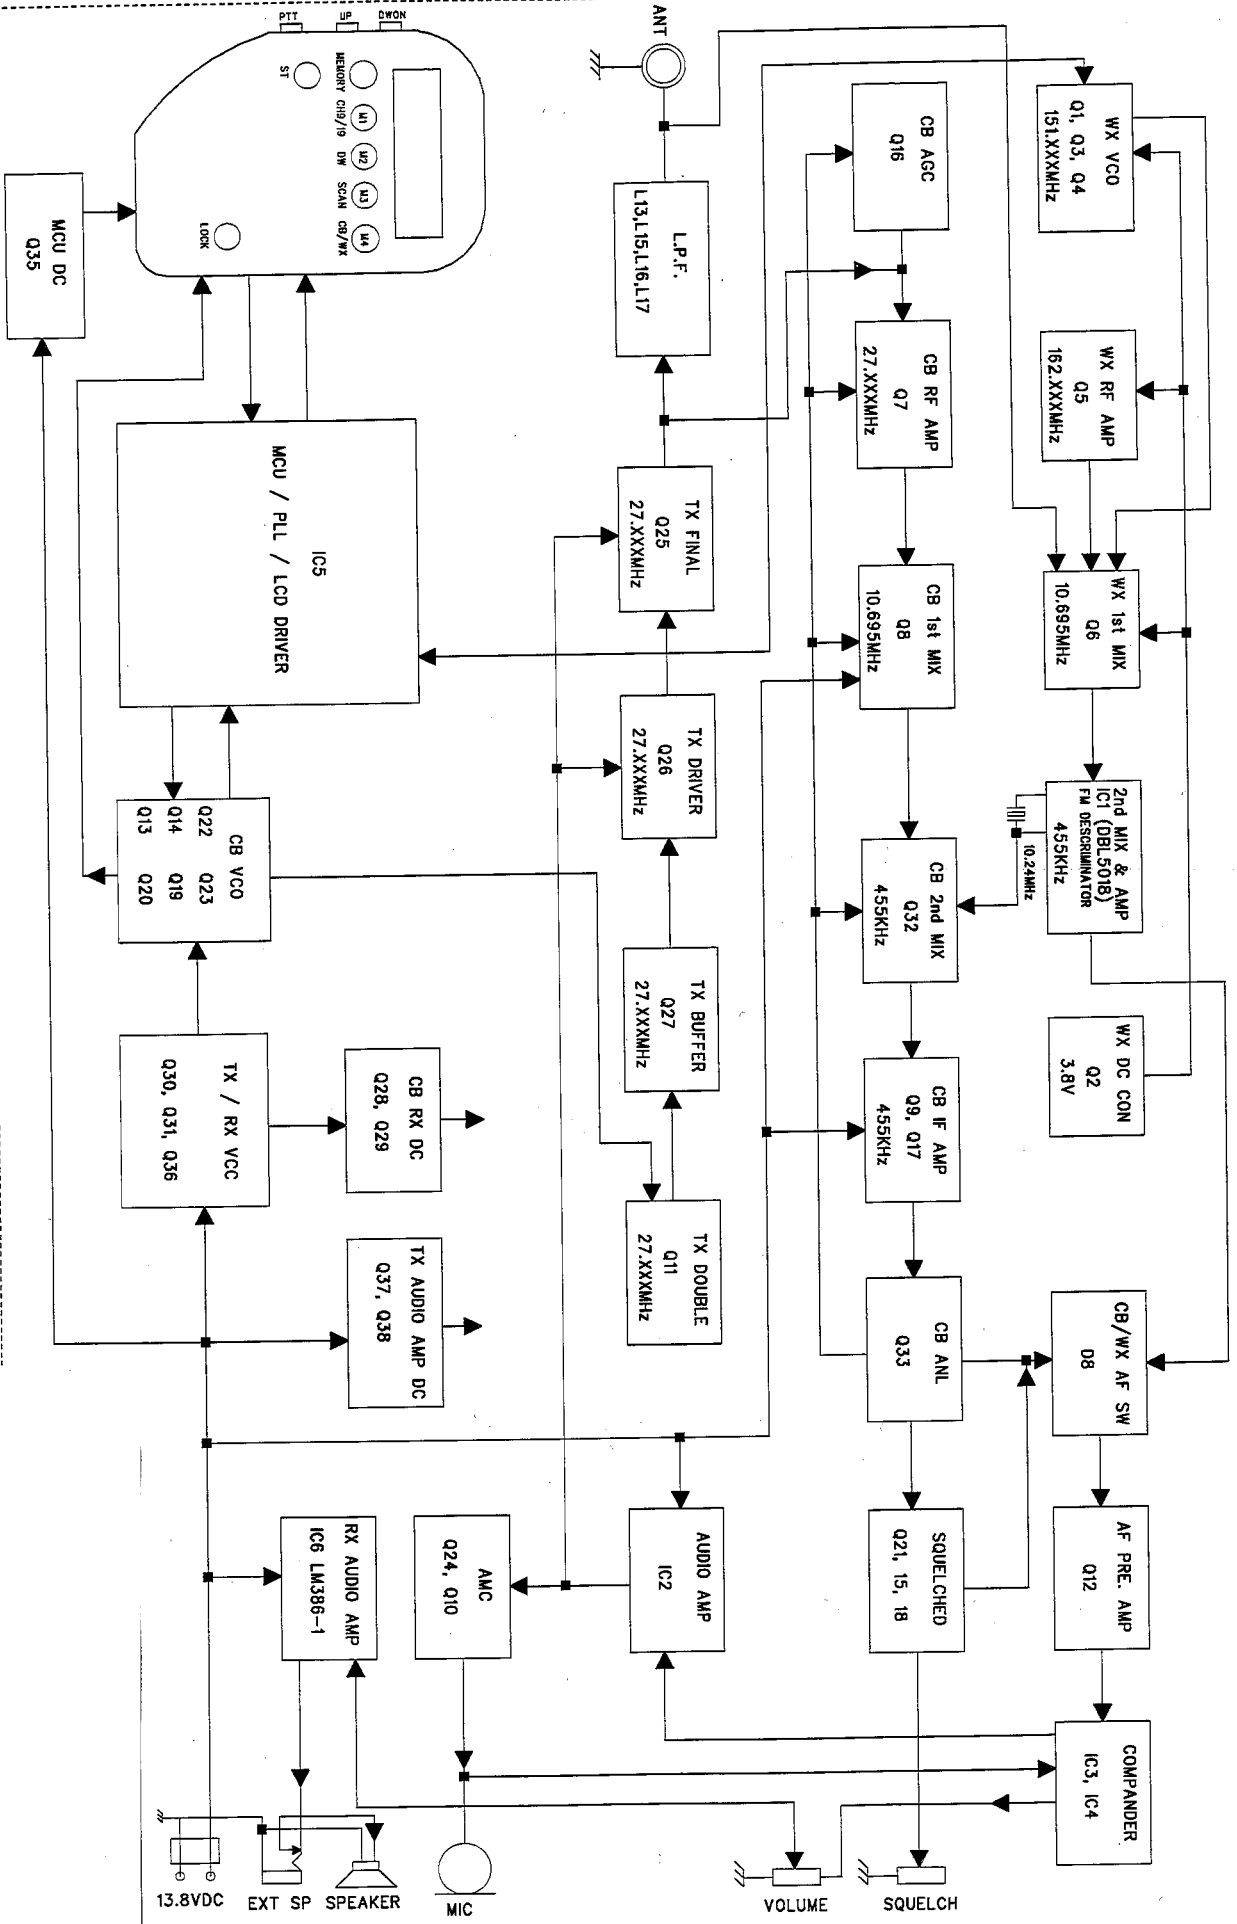 PTT
UP
DWON
ST
MEMORY
CH9/19
DW
SCAN
CB/WX
M1
M2
M3
M4
LOCK
MCU DC
Q35
ANT
L.P.F.
L13,L15,L16,L17
CB AGC
Q16
WX VCO
Q1, Q3, Q4
151.XXXMHz
CB RF AMP
Q7
27.XXXMHz
WX RF AMP
Q5
162.XXXMHz
IC5
MCU / PLL / LCD DRIVER
TX FINAL
Q25
27.XXXMHz
CB 1st MIX
Q8
10.695MHz
WX 1st MIX
Q6
10.695MHz
CB VCO
Q22 Q23
Q14 Q19
Q13 Q20
TX DRIVER
Q26
27.XXXMHz
CB 2nd MIX
Q32
455KHz
2nd MIX & AMP
IC1 (DBL5018)
FM DESCRIMINATOR
455KHz
10.24MHz
TX / RX VCC
Q30, Q31, Q36
CB RX DC
Q28, Q29
TX BUFFER
Q27
27.XXXMHz
CB IF AMP
Q9, Q17
455KHz
WX DC CON
Q2
3.8V
TX AUDIO AMP DC
Q37, Q38
TX DOUBLE
Q11
27.XXXMHz
CB ANL
Q33
CB/WX AF SW
D8
RX AUDIO AMP
IC6 LM386-1
AMC
Q24, Q10
AUDIO AMP
IC2
SQUELCHED
Q21, 15, 18
AF PRE. AMP
Q12
COMPANDER
IC3, IC4
13.8VDC
EXT SP
SPEAKER
MIC
VOLUME
SQUELCH